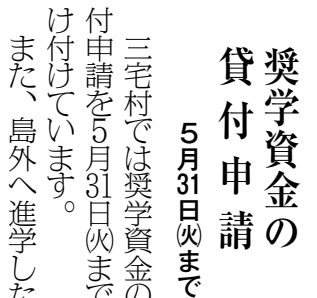 奨学資金の
貸付申請
5月31日㈫まで
三宅村では奨学資金の
付申請を5月31日㈫まで
け付けています。
また、島外へ進学した